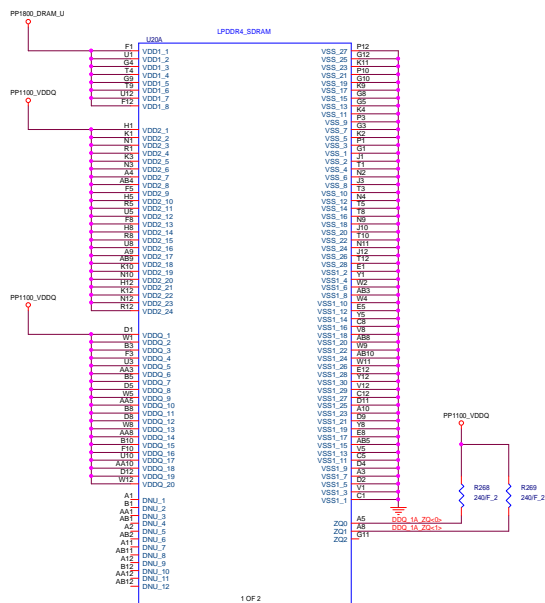 PP1800_DRAM_U
LPDDR4_SDRAM
U20A
F1 VDD1_1
U1 VDD1_2
G4 VDD1_3
T4 VDD1_4
G9 VDD1_5
T9 VDD1_6
U12 VDD1_7
F12 VDD1_8
PP1100_VDDQ
H1 VDD2_1
K1 VDD2_2
N1 VDD2_3
R1 VDD2_4
K3 VDD2_5
N3 VDD2_6
A4 VDD2_7
AB4 VDD2_8
F5 VDD2_9
H5 VDD2_10
R5 VDD2_11
U5 VDD2_12
F8 VDD2_13
H8 VDD2_14
R8 VDD2_15
U8 VDD2_16
A9 VDD2_17
AB9 VDD2_18
K10 VDD2_19
N10 VDD2_20
H12 VDD2_21
K12 VDD2_22
N12 VDD2_23
R12 VDD2_24
PP1100_VDDQ
D1 VDDQ_1
W1 VDDQ_2
B3 VDDQ_3
F3 VDDQ_4
U3 VDDQ_5
AA3 VDDQ_6
B5 VDDQ_7
D5 VDDQ_8
W5 VDDQ_9
AA5 VDDQ_10
B8 VDDQ_11
D8 VDDQ_12
W8 VDDQ_13
AA8 VDDQ_14
B10 VDDQ_15
F10 VDDQ_16
U10 VDDQ_17
AA10 VDDQ_18
D12 VDDQ_19
W12 VDDQ_20
A1 DNU_1
B1 DNU_2
AA1 DNU_3
AB1 DNU_4
A2 DNU_5
AB2 DNU_6
A11 DNU_7
AB11 DNU_8
A12 DNU_9
B12 DNU_10
AA12 DNU_11
AB12 DNU_12
VSS_27 P12
VSS_25 G12
VSS_23 K11
VSS_21 P10
VSS_19 G10
VSS_17 K9
VSS_15 G8
VSS_13 G5
VSS_11 K4
VSS_9 P3
VSS_7 G3
VSS_5 K2
VSS_3 P1
VSS_1 G1
VSS_2 J1
VSS_4 T1
VSS_6 N2
VSS_8 J3
VSS_10 T3
VSS_12 N4
VSS_14 T5
VSS_16 T8
VSS_18 N9
VSS_20 J10
VSS_22 T10
VSS_24 N11
VSS_26 J12
VSS_28 T12
VSS1_2 E1
VSS1_4 Y1
VSS1_6 W2
VSS1_8 AB3
VSS1_10 W4
VSS1_12 E5
VSS1_14 Y5
VSS1_16 C8
VSS1_18 V8
VSS1_20 AB8
VSS1_22 W9
VSS1_24 AB10
VSS1_26 W11
VSS1_28 E12
VSS1_30 Y12
VSS1_29 V12
VSS1_27 C12
VSS1_25 D11
VSS1_23 A10
VSS1_21 D9
VSS1_19 Y8
VSS1_17 E8
VSS1_15 AB5
VSS1_13 V5
VSS1_11 C5
VSS1_9 D4
VSS1_7 A3
VSS1_5 D2
VSS1_3 V1
VSS1_1 C1
ZQ0 A5 DDQ_1A_ZQ<0>
ZQ1 A8 DDQ_1A_ZQ<1>
ZQ2 G11
PP1100_VDDQ
R268
240/F_2
R269
240/F_2
1 OF 2